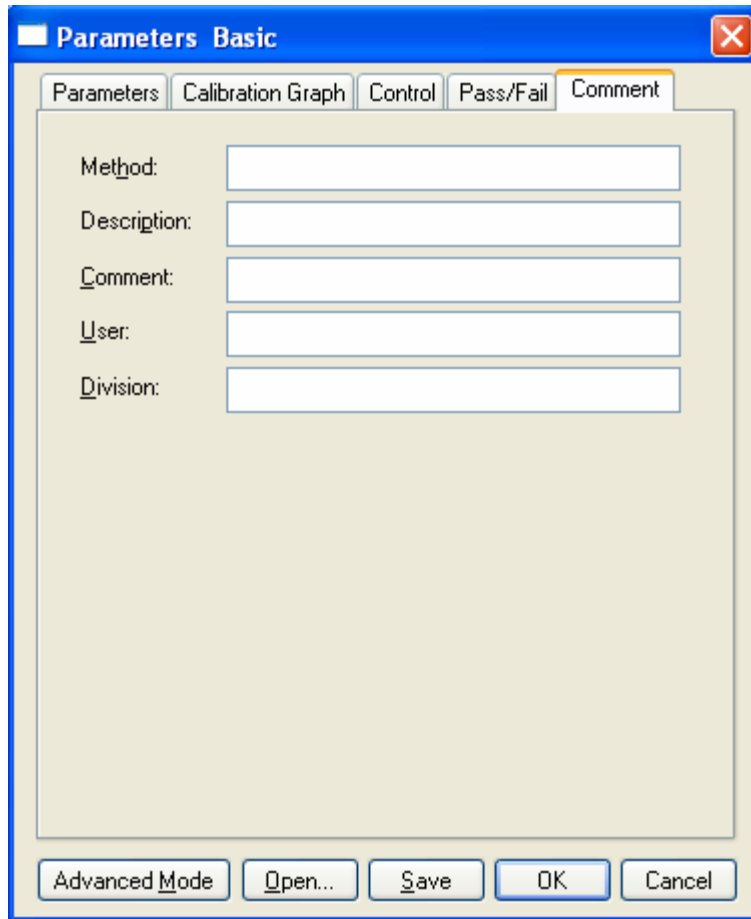 Parameters Basic
Parameters Calibration Graph Control Pass/Fail Comment
Method:
Description:
Comment:
User:
Division:
Advanced Mode Open... Save OK Cancel